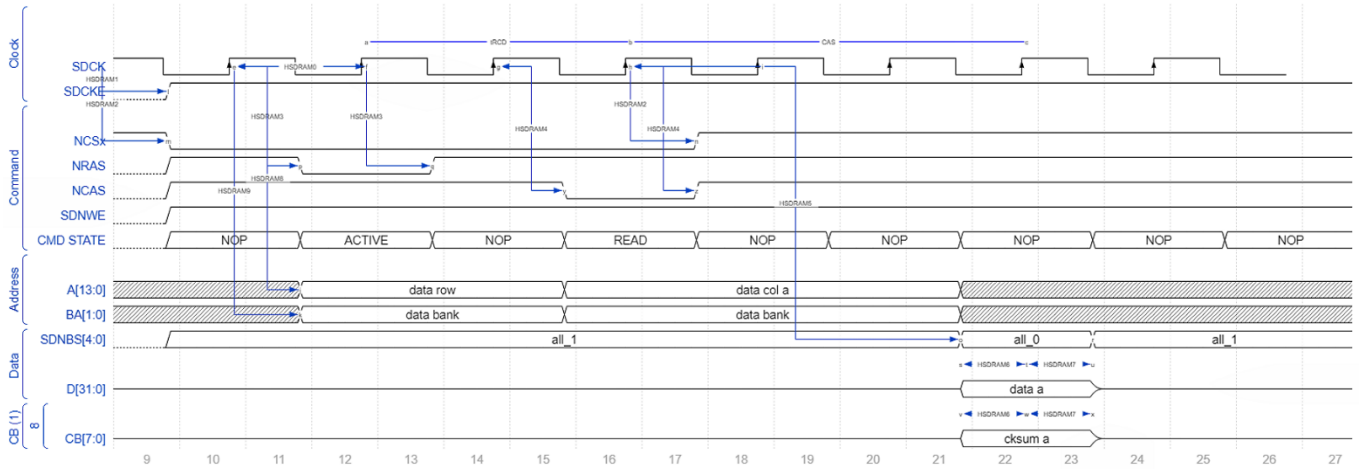 tRCD CAS
Clock
SDCK
HSDRAM0
HSDRAM1
SDCKE
HSDRAM2 HSDRAM3 HSDRAM3 HSDRAM4 HSDRAM2 HSDRAM4
Command
NCSx
NRAS
HSDRAM8
NCAS
HSDRAM9
HSDRAM5
SDNWE
CMD STATE NOP ACTIVE NOP READ NOP NOP NOP NOP NOP
Address
A[13:0] data row data col a
BA[1:0] data bank data bank
Data
SDNBS[4:0] all_1 all_0 all_1
HSDRAM6 HSDRAM7
D[31:0] data a
CB (1)
8
HSDRAM6 HSDRAM7
CB[7:0] cksum a
9 10 11 12 13 14 15 16 17 18 19 20 21 22 23 24 25 26 27